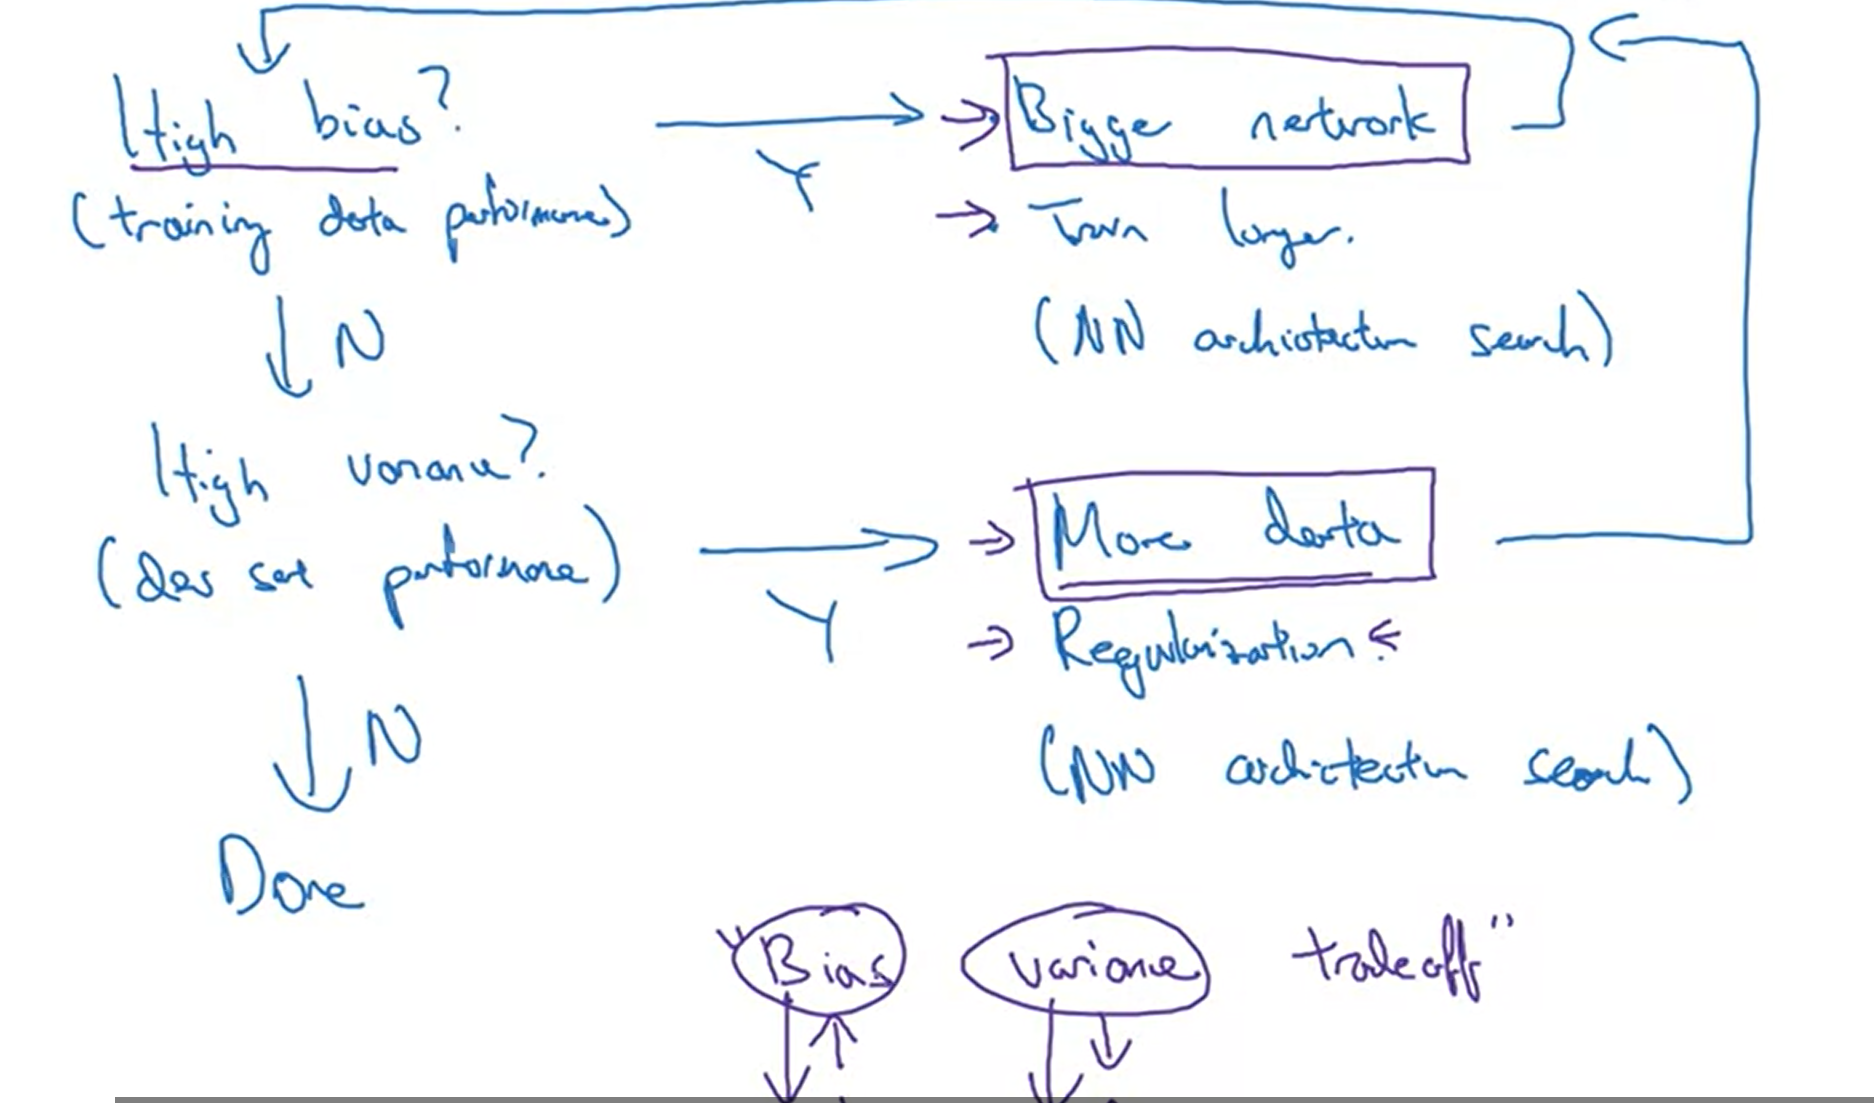 High bias?
(training data performance)
Y
Bigge network
Train longer.
(NN architecture search)
N
High variance?
(dev set performance)
Y
More data
Regularization.
(NN architecture search)
N
Done
"Bias variance tradeoff"